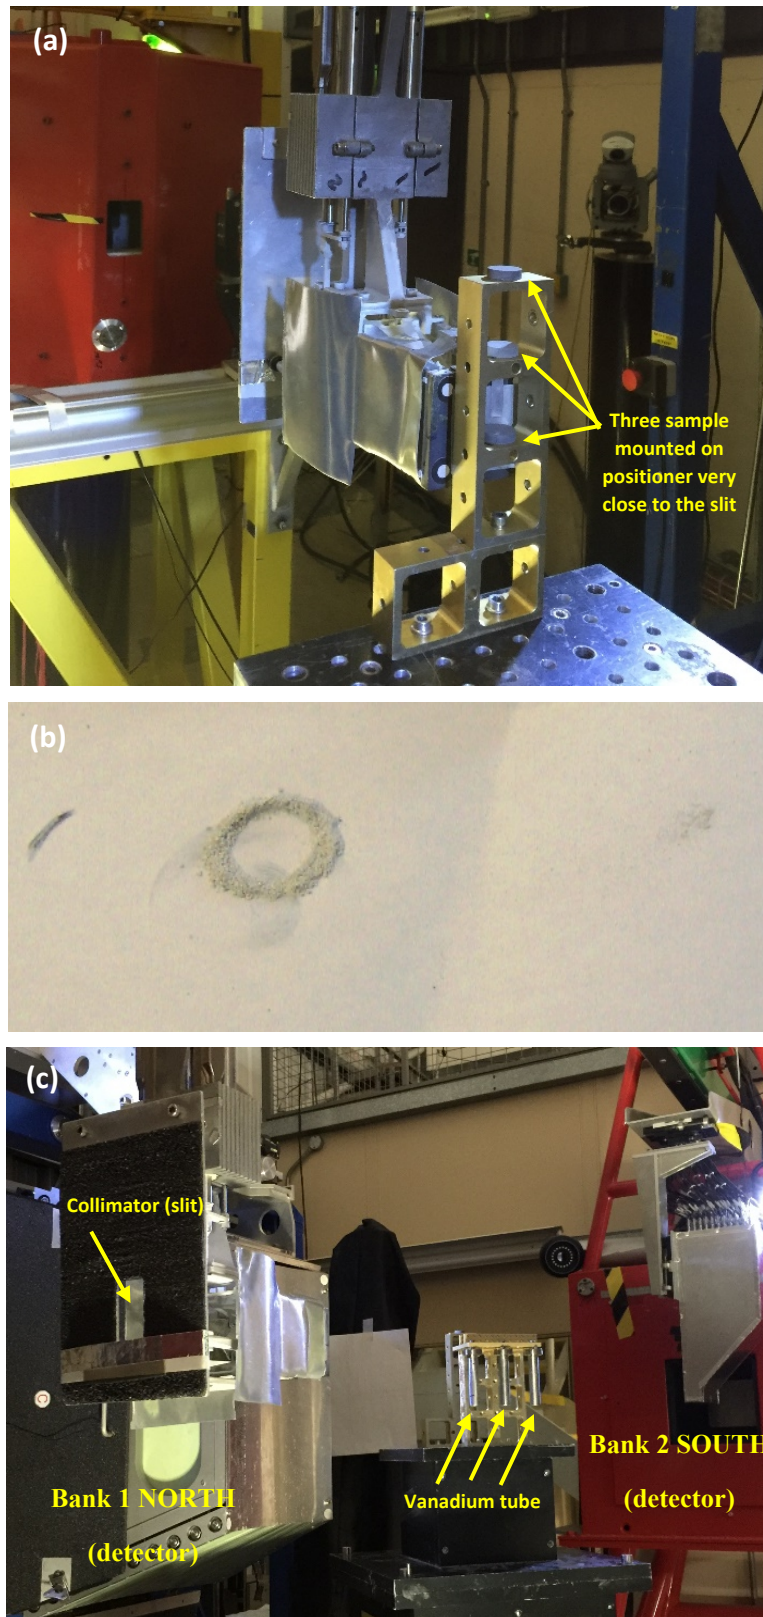 (a)
Three sample
mounted on
positioner very
close to the slit
(b)
(c)
Collimator (slit)
C
Bank 1 NORTH
(detector)
Vanadium tube
Bank 2 SOUTH
(detector)